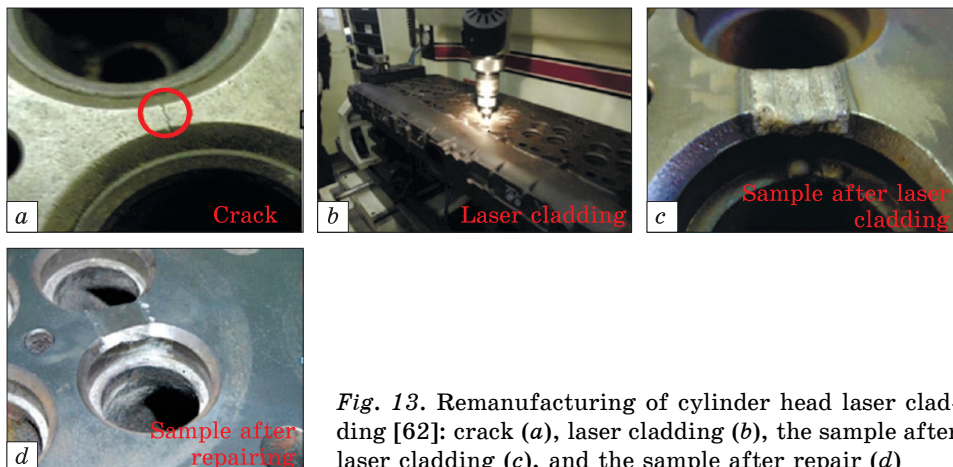 a
Crack
b
Laser cladding
c
Sample after laser
cladding
d
Sample after
repairing
Fig. 13. Remanufacturing of cylinder head laser clad-
ding [62]: crack (a), laser cladding (b), the sample after
laser cladding (c), and the sample after repair (d)